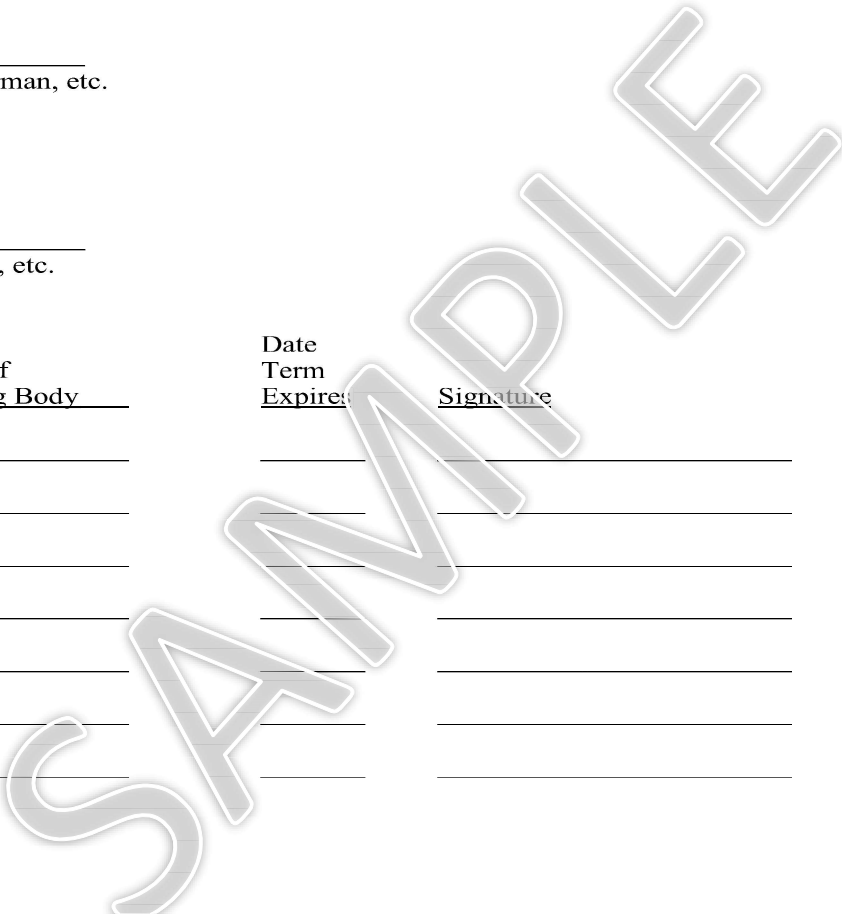 man, etc.
, etc.
Date
Term
f
Expires
g Body
Signature
SAMPLE